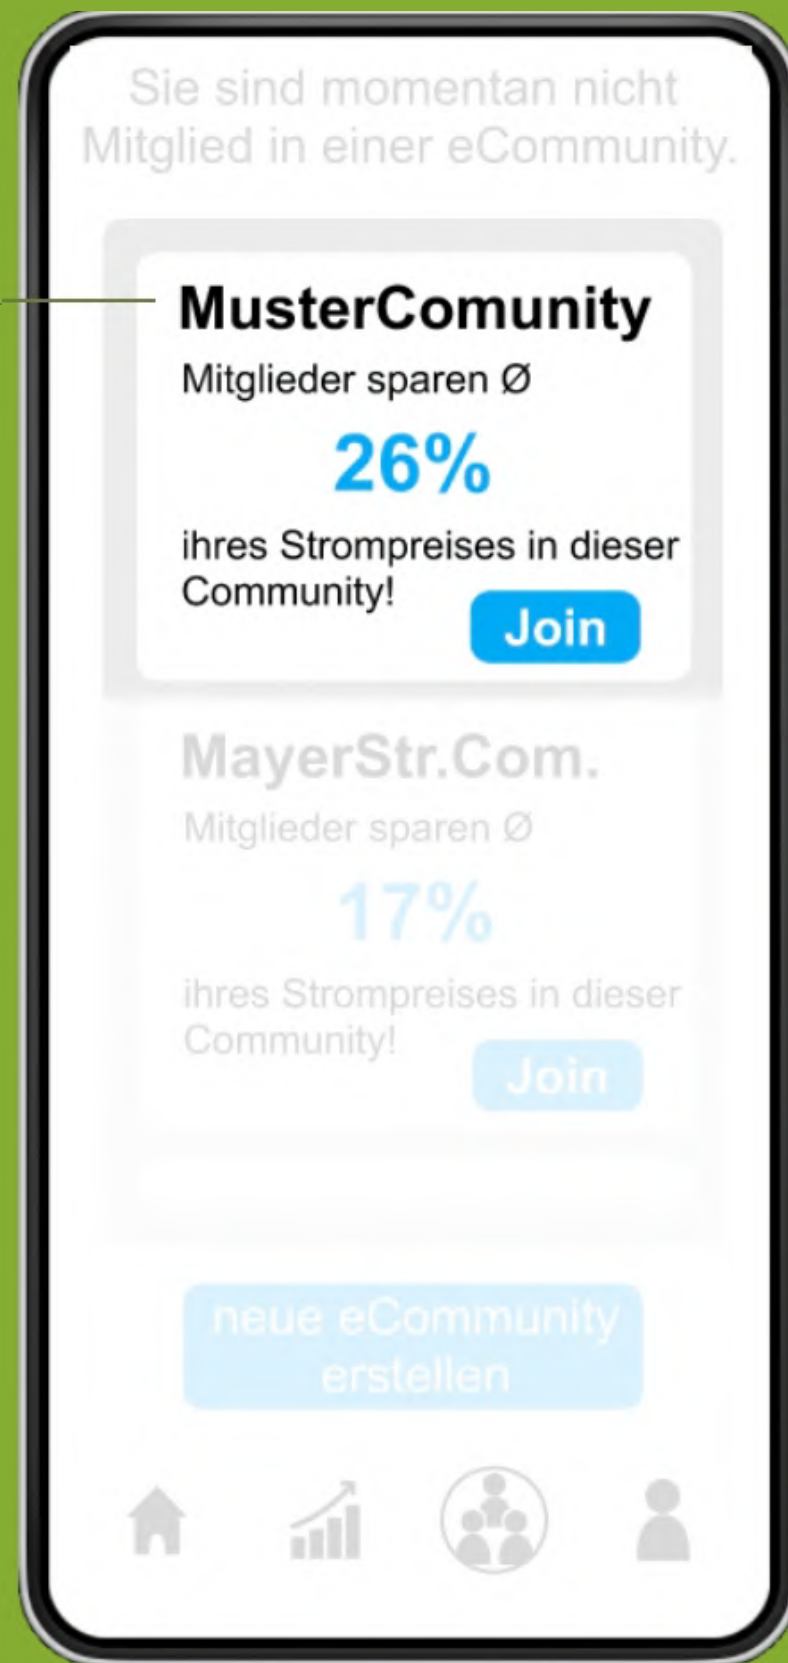 Sie sind momentan nicht
Mitglied in einer eCommunity.
MusterComunity
Mitglieder sparen Ø
26%
ihres Strompreises in dieser
Community!
Join
MayerStr.Com.
Mitglieder sparen Ø
17%
ihres Strompreises in dieser
Community!
Join
neue eCommunity
erstellen